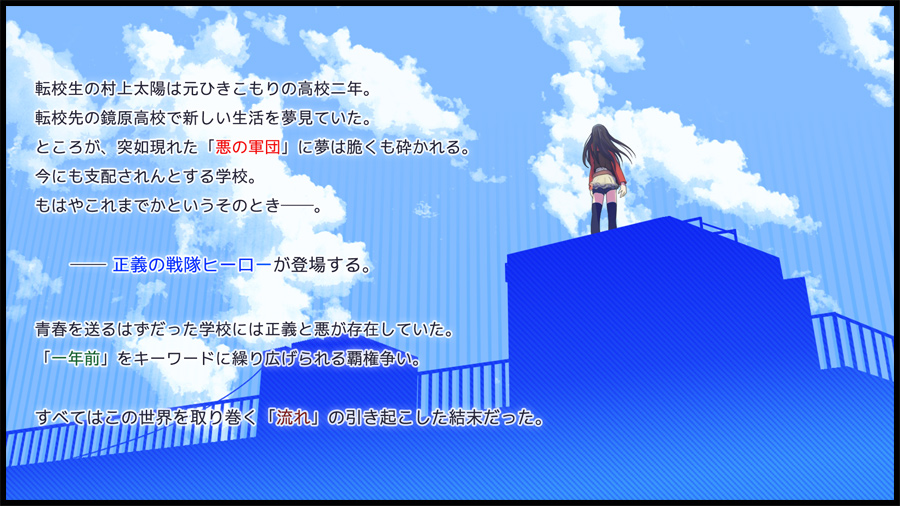 転校生の村上太陽は元ひきこもりの高校二年。
転校先の鏡原高校で新しい生活を夢見ていた。
ところが、突如現れた「悪の軍団」に夢は脆くも砕かれる。
今にも支配されんとする学校。
もはやこれまでかというそのとき――。
―― 正義の戦隊ヒーローが登場する。
青春を送るはずだった学校には正義と悪が存在していた。
「一年前」をキーワードに繰り広げられる覇権争い。
すべてはこの世界を取り巻く「流れ」の引き起こした結末だった。